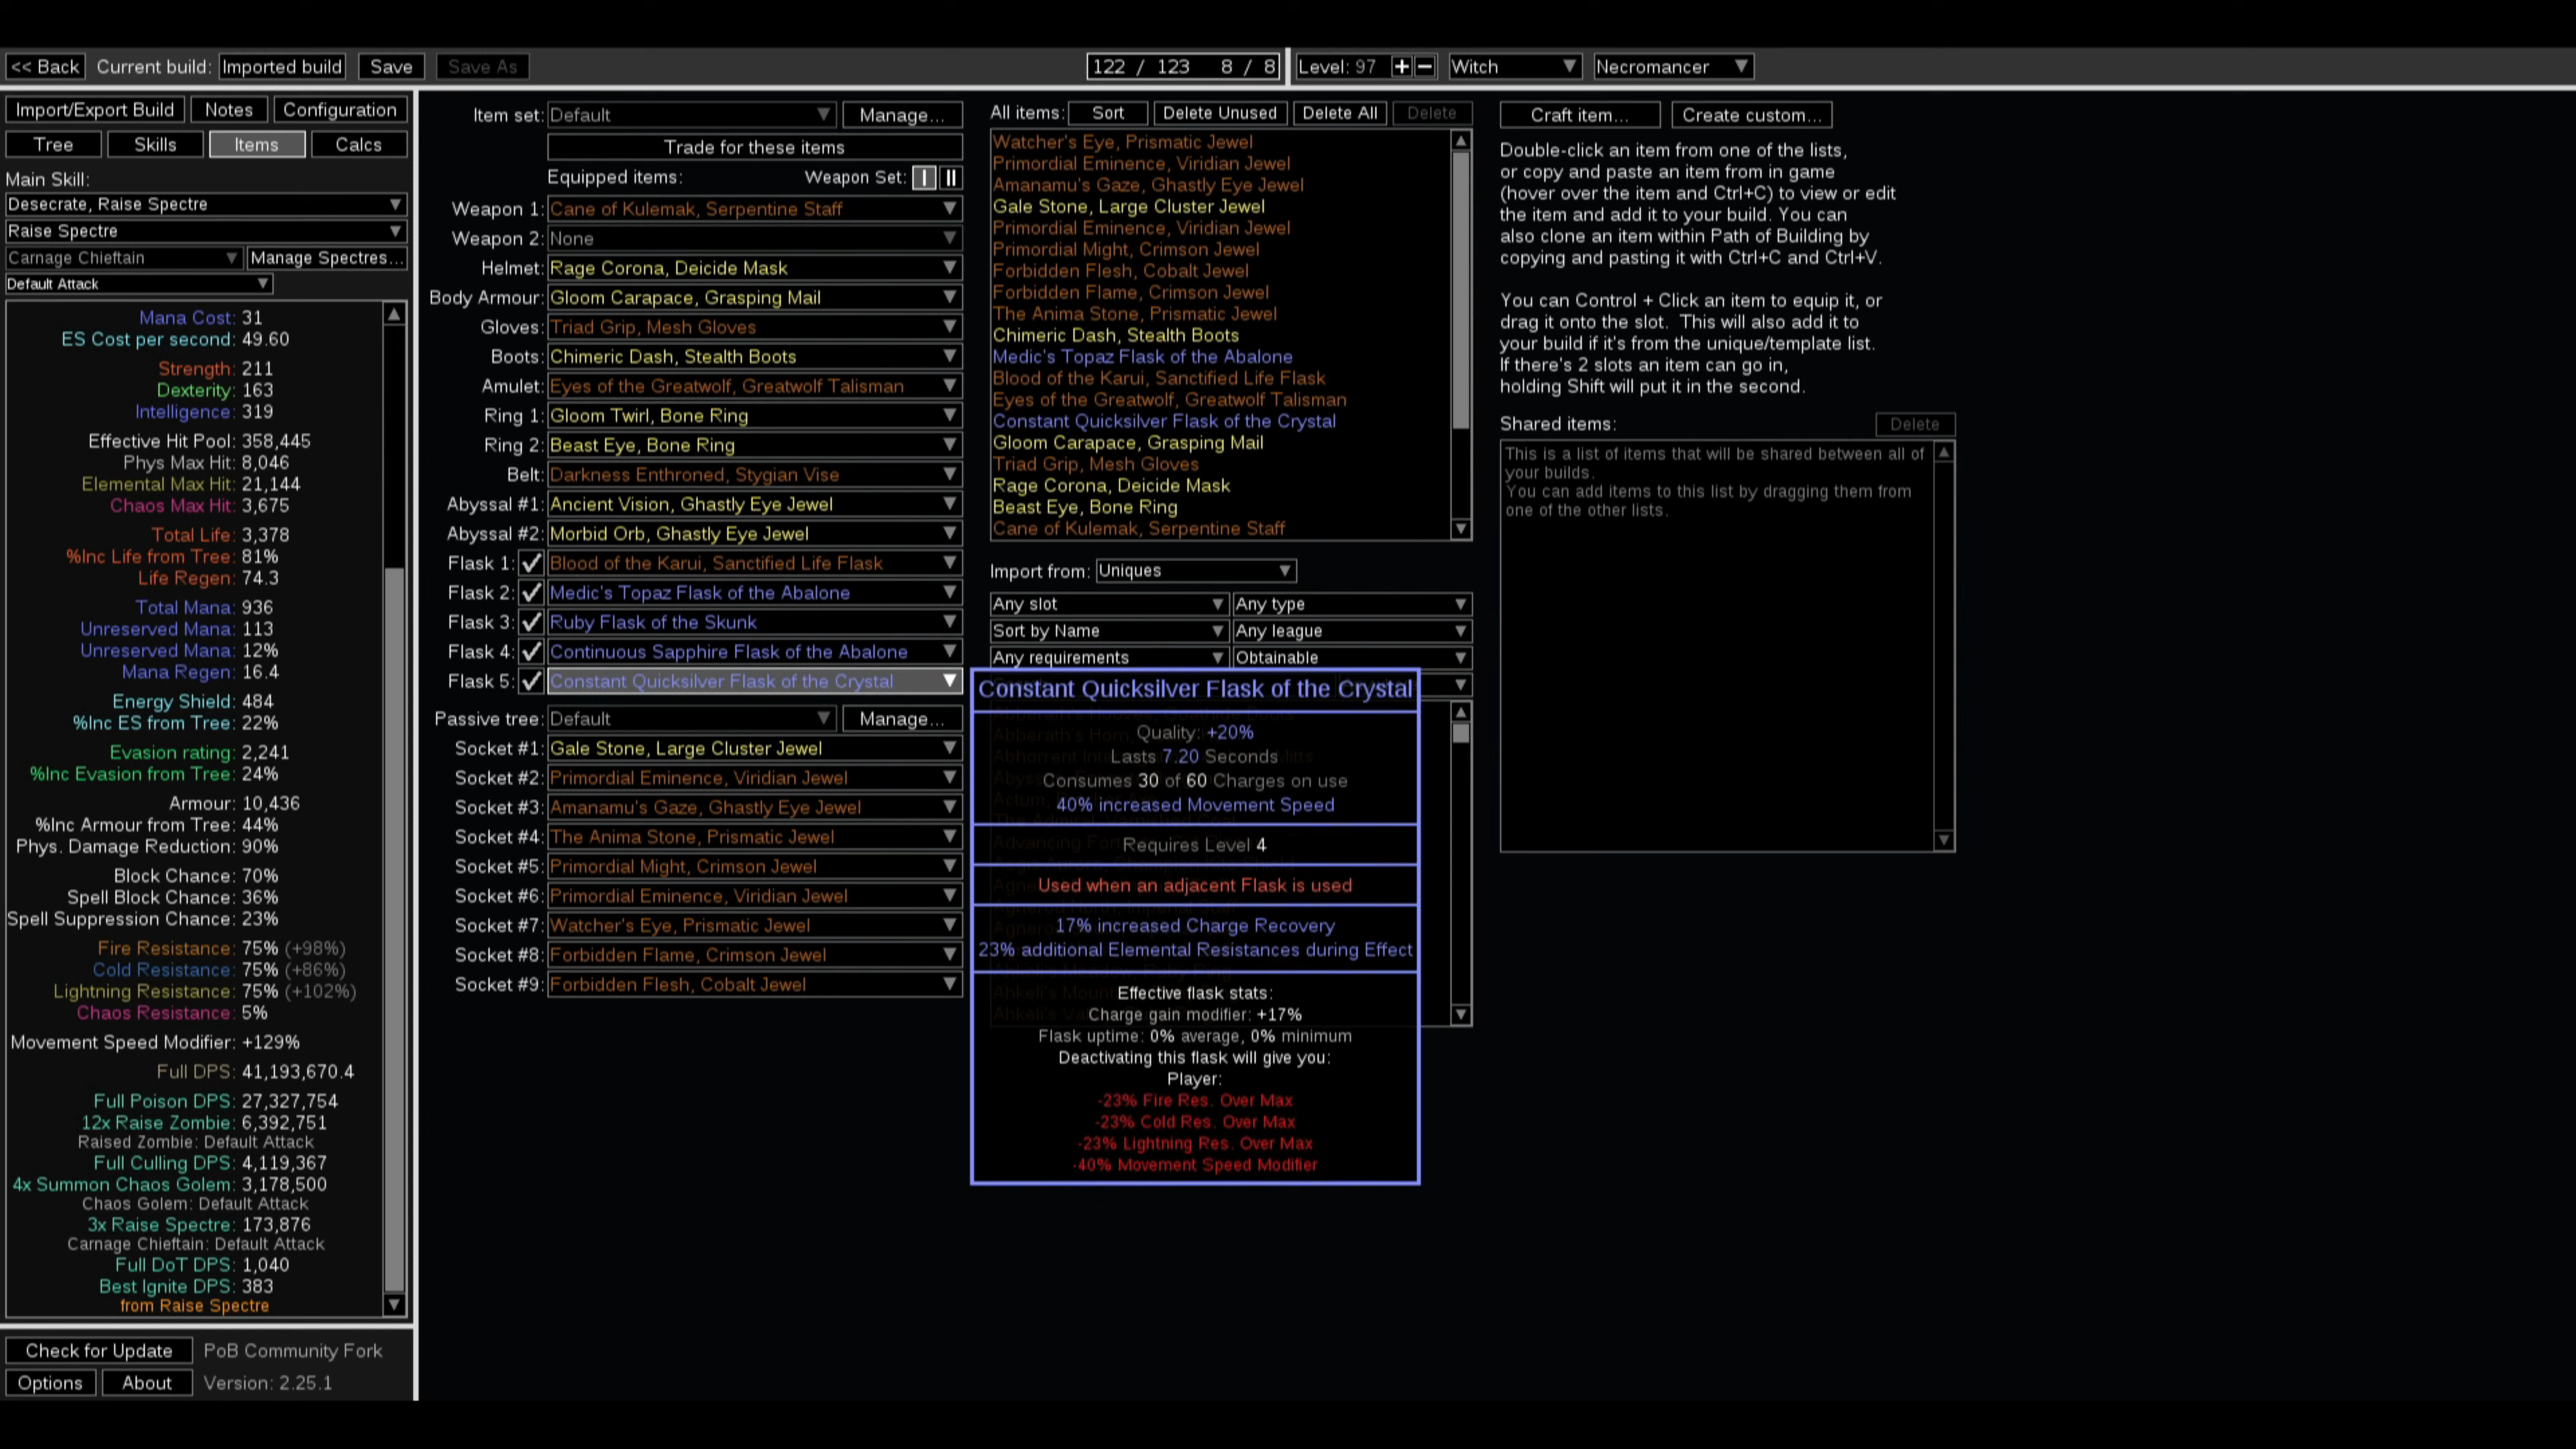 << Back Current build: Imported build Save Save As 122 / 123 8 / 8 Level: 97 + − Witch Necromancer
Import/Export Build Notes Configuration
Tree Skills Items Calcs
Main Skill:
Desecrate, Raise Spectre
Raise Spectre
Carnage Chieftain Manage Spectres...
Default Attack
Mana Cost: 31
ES Cost per second: 49.60
Strength: 211
Dexterity: 163
Intelligence: 319
Effective Hit Pool: 358,445
Phys Max Hit: 8,046
Elemental Max Hit: 21,144
Chaos Max Hit: 3,675
Total Life: 3,378
%Inc Life from Tree: 81%
Life Regen: 74.3
Total Mana: 936
Unreserved Mana: 113
Unreserved Mana: 12%
Mana Regen: 16.4
Energy Shield: 484
%Inc ES from Tree: 22%
Evasion rating: 2,241
%Inc Evasion from Tree: 24%
Armour: 10,436
%Inc Armour from Tree: 44%
Phys. Damage Reduction: 90%
Block Chance: 70%
Spell Block Chance: 36%
Spell Suppression Chance: 23%
Fire Resistance: 75% (+98%)
Cold Resistance: 75% (+86%)
Lightning Resistance: 75% (+102%)
Chaos Resistance: 5%
Movement Speed Modifier: +129%
Full DPS: 41,193,670.4
Full Poison DPS: 27,327,754
12x Raise Zombie: 6,392,751
Raised Zombie: Default Attack
Full Culling DPS: 4,119,367
4x Summon Chaos Golem: 3,178,500
Chaos Golem: Default Attack
3x Raise Spectre: 173,876
Carnage Chieftain: Default Attack
Full DoT DPS: 1,040
Best Ignite DPS: 383
from Raise Spectre
Check for Update PoB Community Fork
Options About Version: 2.25.1
Item set: Default Manage...
Trade for these items
Equipped items: Weapon Set: I II
Weapon 1: Cane of Kulemak, Serpentine Staff
Weapon 2: None
Helmet: Rage Corona, Deicide Mask
Body Armour: Gloom Carapace, Grasping Mail
Gloves: Triad Grip, Mesh Gloves
Boots: Chimeric Dash, Stealth Boots
Amulet: Eyes of the Greatwolf, Greatwolf Talisman
Ring 1: Gloom Twirl, Bone Ring
Ring 2: Beast Eye, Bone Ring
Belt: Darkness Enthroned, Stygian Vise
Abyssal #1: Ancient Vision, Ghastly Eye Jewel
Abyssal #2: Morbid Orb, Ghastly Eye Jewel
Flask 1: Blood of the Karui, Sanctified Life Flask
Flask 2: Medic's Topaz Flask of the Abalone
Flask 3: Ruby Flask of the Skunk
Flask 4: Continuous Sapphire Flask of the Abalone
Flask 5: Constant Quicksilver Flask of the Crystal
Passive tree: Default Manage...
Socket #1: Gale Stone, Large Cluster Jewel
Socket #2: Primordial Eminence, Viridian Jewel
Socket #3: Amanamu's Gaze, Ghastly Eye Jewel
Socket #4: The Anima Stone, Prismatic Jewel
Socket #5: Primordial Might, Crimson Jewel
Socket #6: Primordial Eminence, Viridian Jewel
Socket #7: Watcher's Eye, Prismatic Jewel
Socket #8: Forbidden Flame, Crimson Jewel
Socket #9: Forbidden Flesh, Cobalt Jewel
All items: Sort Delete Unused Delete All Delete
Watcher's Eye, Prismatic Jewel
Primordial Eminence, Viridian Jewel
Amanamu's Gaze, Ghastly Eye Jewel
Gale Stone, Large Cluster Jewel
Primordial Eminence, Viridian Jewel
Primordial Might, Crimson Jewel
Forbidden Flesh, Cobalt Jewel
Forbidden Flame, Crimson Jewel
The Anima Stone, Prismatic Jewel
Chimeric Dash, Stealth Boots
Medic's Topaz Flask of the Abalone
Blood of the Karui, Sanctified Life Flask
Eyes of the Greatwolf, Greatwolf Talisman
Constant Quicksilver Flask of the Crystal
Gloom Carapace, Grasping Mail
Triad Grip, Mesh Gloves
Rage Corona, Deicide Mask
Beast Eye, Bone Ring
Cane of Kulemak, Serpentine Staff
Import from: Uniques
Any slot Any type
Sort by Name Any league
Any requirements Obtainable
Constant Quicksilver Flask of the Crystal
Quality: +20%
Lasts 7.20 Seconds
Consumes 30 of 60 Charges on use
40% increased Movement Speed
Requires Level 4
Used when an adjacent Flask is used
17% increased Charge Recovery
23% additional Elemental Resistances during Effect
Effective flask stats:
Charge gain modifier: +17%
Flask uptime: 0% average, 0% minimum
Deactivating this flask will give you:
Player:
-23% Fire Res. Over Max
-23% Cold Res. Over Max
-23% Lightning Res. Over Max
-40% Movement Speed Modifier
Craft item... Create custom...
Double-click an item from one of the lists,
or copy and paste an item from in game
(hover over the item and Ctrl+C) to view or edit
the item and add it to your build. You can
also clone an item within Path of Building by
copying and pasting it with Ctrl+C and Ctrl+V.
You can Control + Click an item to equip it, or
drag it onto the slot. This will also add it to
your build if it's from the unique/template list.
If there's 2 slots an item can go in,
holding Shift will put it in the second.
Shared items: Delete
This is a list of items that will be shared between all of
your builds.
You can add items to this list by dragging them from
one of the other lists.